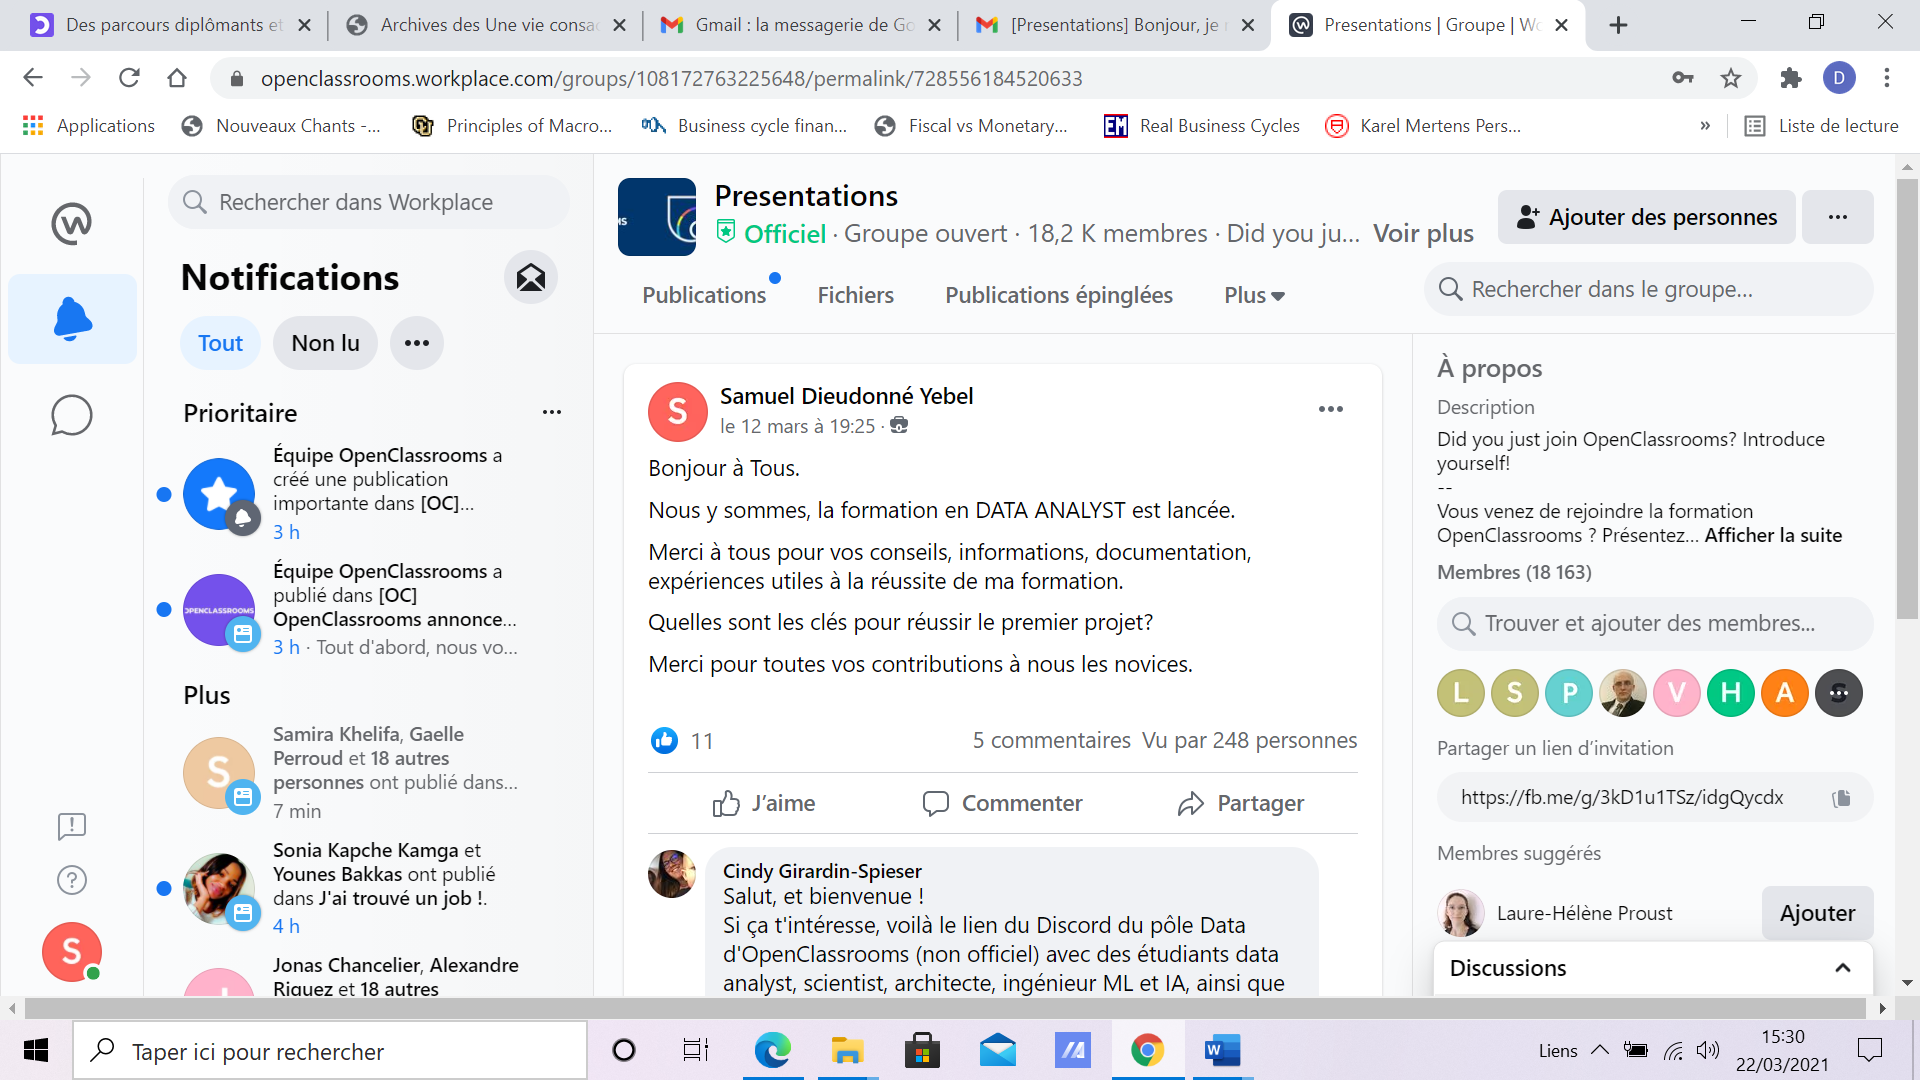 Des parcours diplômants et
Archives des Une vie consac
Gmail : la messagerie de Go
[Presentations] Bonjour, je r
Presentations | Groupe | Wo
openclassrooms.workplace.com/groups/108172763225648/permalink/728556184520633
D
Applications
Nouveaux Chants -...
Principles of Macro...
Business cycle finan...
Fiscal vs Monetary...
EM Real Business Cycles
Karel Mertens Pers...
»
Liste de lecture
Rechercher dans Workplace
Notifications
Tout
Non lu
Prioritaire
Équipe OpenClassrooms a
créé une publication
importante dans [OC]...
3 h
OPENCLASSROOMS
Équipe OpenClassrooms a
publié dans [OC]
OpenClassrooms annonce...
3 h · Tout d'abord, nous vo...
Plus
S
Samira Khelifa, Gaelle
Perroud et 18 autres
personnes ont publié dans...
7 min
Sonia Kapche Kamga et
Younes Bakkas ont publié
dans J'ai trouvé un job !.
4 h
Jonas Chancelier, Alexandre
Riguez et 18 autres
S
Presentations
Officiel · Groupe ouvert · 18,2 K membres · Did you ju... Voir plus
Ajouter des personnes
Publications
Fichiers
Publications épinglées
Plus
Rechercher dans le groupe...
S
Samuel Dieudonné Yebel
le 12 mars à 19:25 ·
Bonjour à Tous.
Nous y sommes, la formation en DATA ANALYST est lancée.
Merci à tous pour vos conseils, informations, documentation,
expériences utiles à la réussite de ma formation.
Quelles sont les clés pour réussir le premier projet?
Merci pour toutes vos contributions à nous les novices.
11
5 commentaires Vu par 248 personnes
J'aime
Commenter
Partager
Cindy Girardin-Spieser
Salut, et bienvenue !
Si ça t'intéresse, voilà le lien du Discord du pôle Data
d'OpenClassrooms (non officiel) avec des étudiants data
analyst, scientist, architecte, ingénieur ML et IA, ainsi que
À propos
Description
Did you just join OpenClassrooms? Introduce
yourself!
--
Vous venez de rejoindre la formation
OpenClassrooms ? Présentez... Afficher la suite
Membres (18 163)
Trouver et ajouter des membres...
L S P V H A
Partager un lien d'invitation
https://fb.me/g/3kD1u1TSz/idgQycdx
Membres suggérés
Laure-Hélène Proust
Ajouter
Discussions
Taper ici pour rechercher
W
Liens
15:30
22/03/2021